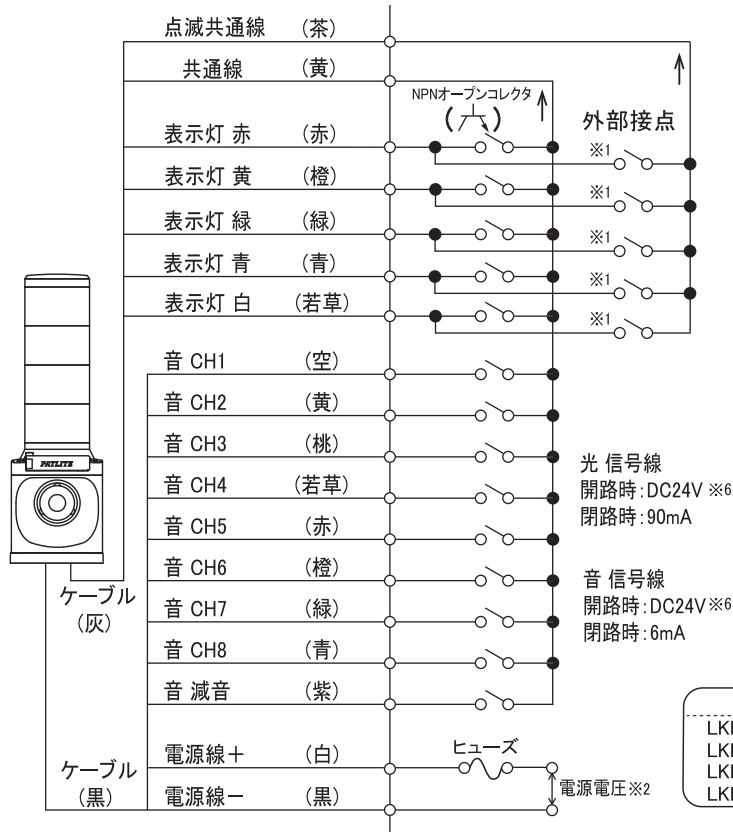 点滅共通線 (茶)
共通線 (黄)
NPNオープンコレクタ
( )
外部接点
表示灯 赤 (赤)
※1
表示灯 黄 (橙)
※1
表示灯 緑 (緑)
※1
表示灯 青 (青)
※1
表示灯 白 (若草)
※1
音 CH1 (空)
音 CH2 (黄)
音 CH3 (桃)
音 CH4 (若草)
音 CH5 (赤)
音 CH6 (橙)
音 CH7 (緑)
音 CH8 (青)
音 減音 (紫)
光 信号線
開路時:DC24V ※6
閉路時:90mA
音 信号線
開路時:DC24V※6
閉路時:6mA
PATLITE
ケーブル
(灰)
ケーブル
(黒)
電源線+ (白)
ヒューズ
電源線- (黒)
電源電圧※2